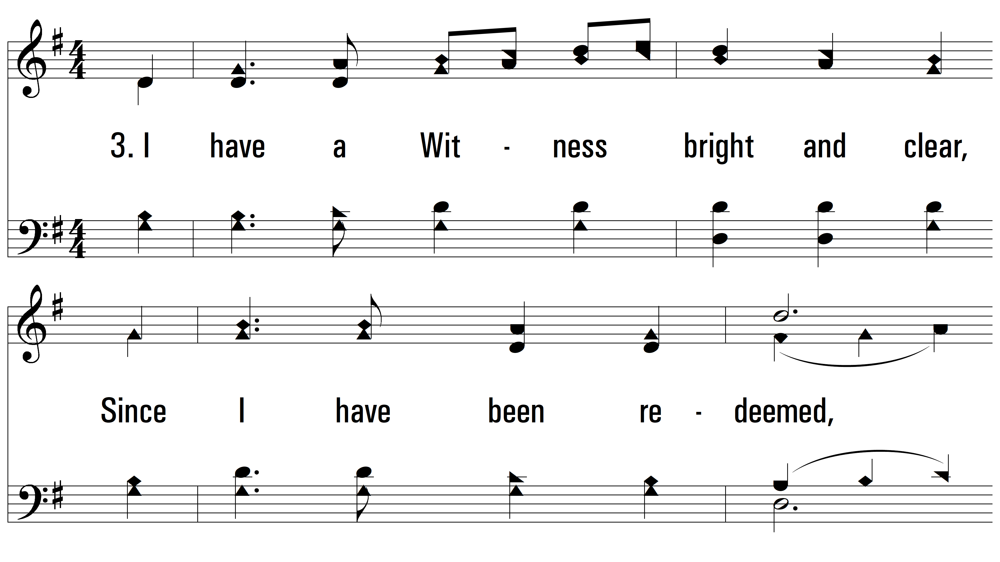 3. I have a Wit - ness bright and clear,
Since I have been re - deemed,